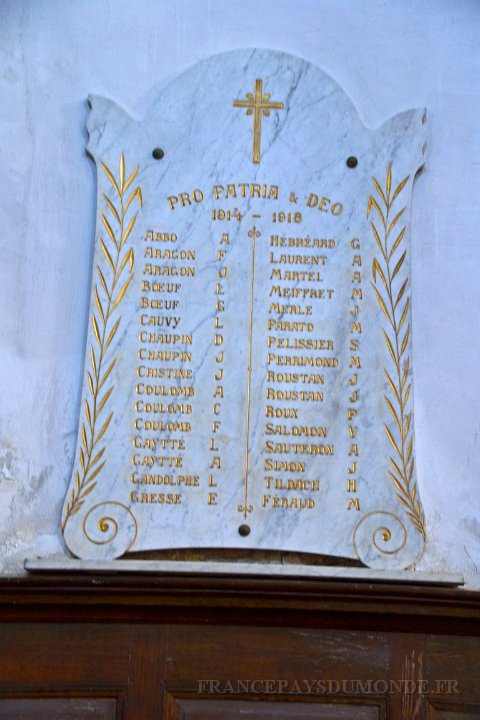 PRO PATRIA & DEO
1914 - 1918
ABBO A
ARAGON F
ARAGON J
BŒUF L
BŒUF G
CAUVY L
CHAUPIN D
CHAUPIN J
CRISTINE J
COULOMB A
COULOMB C
COULOMB F
GAYTTÉ L
GAYTTÉ A
GANDOLPHE L
GRESSE E
HÉBRÉARD G
LAURENT A
MARTEL A
MEIFFRET M
MERLE J
PARATO M
PELISSIER S
PERRIMOND M
ROUSTAN J
ROUSTAN J
ROUX P
SALOMON V
SAUTERON A
SIMON J
TILBACH H
FÉRAUD M
FRANCEPAYSDUMONDE.FR